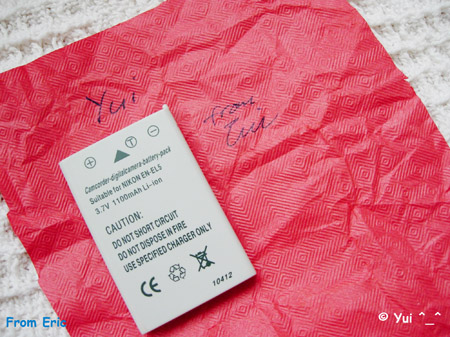 Yui
from
Eric
Camcorder-digitalcamera-battery-pack
Suitable for NIKON EN-EL5
3.7V 1100mAh Li-ion
CAUTION:
DO NOT SHORT CIRCUIT
DO NOT DISPOSE IN FIRE
USE SPECIFIED CHARGER ONLY
CE
10412
From Eric
© Yui ^_^